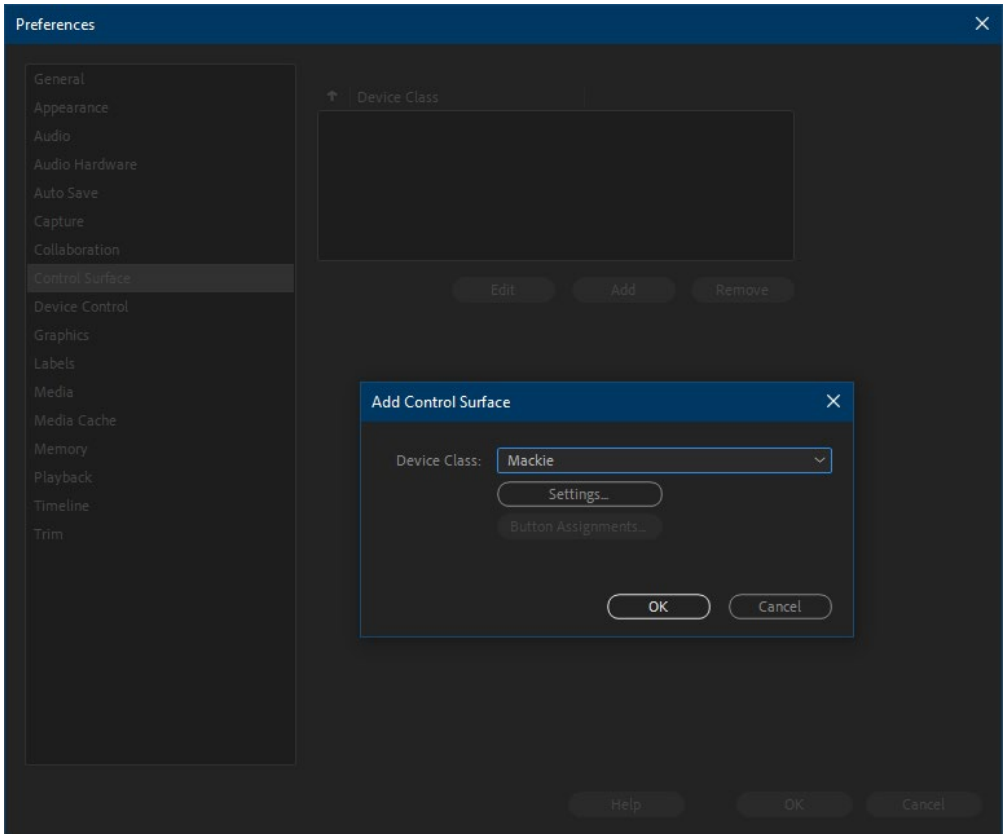 Preferences
General
Appearance
Audio
Audio Hardware
Auto Save
Capture
Collaboration
Control Surface
Device Control
Graphics
Labels
Media
Media Cache
Memory
Playback
Timeline
Trim
Device Class
Edit Add Remove
Add Control Surface
Device Class: Mackie
Settings...
Button Assignments...
OK Cancel
Help OK Cancel